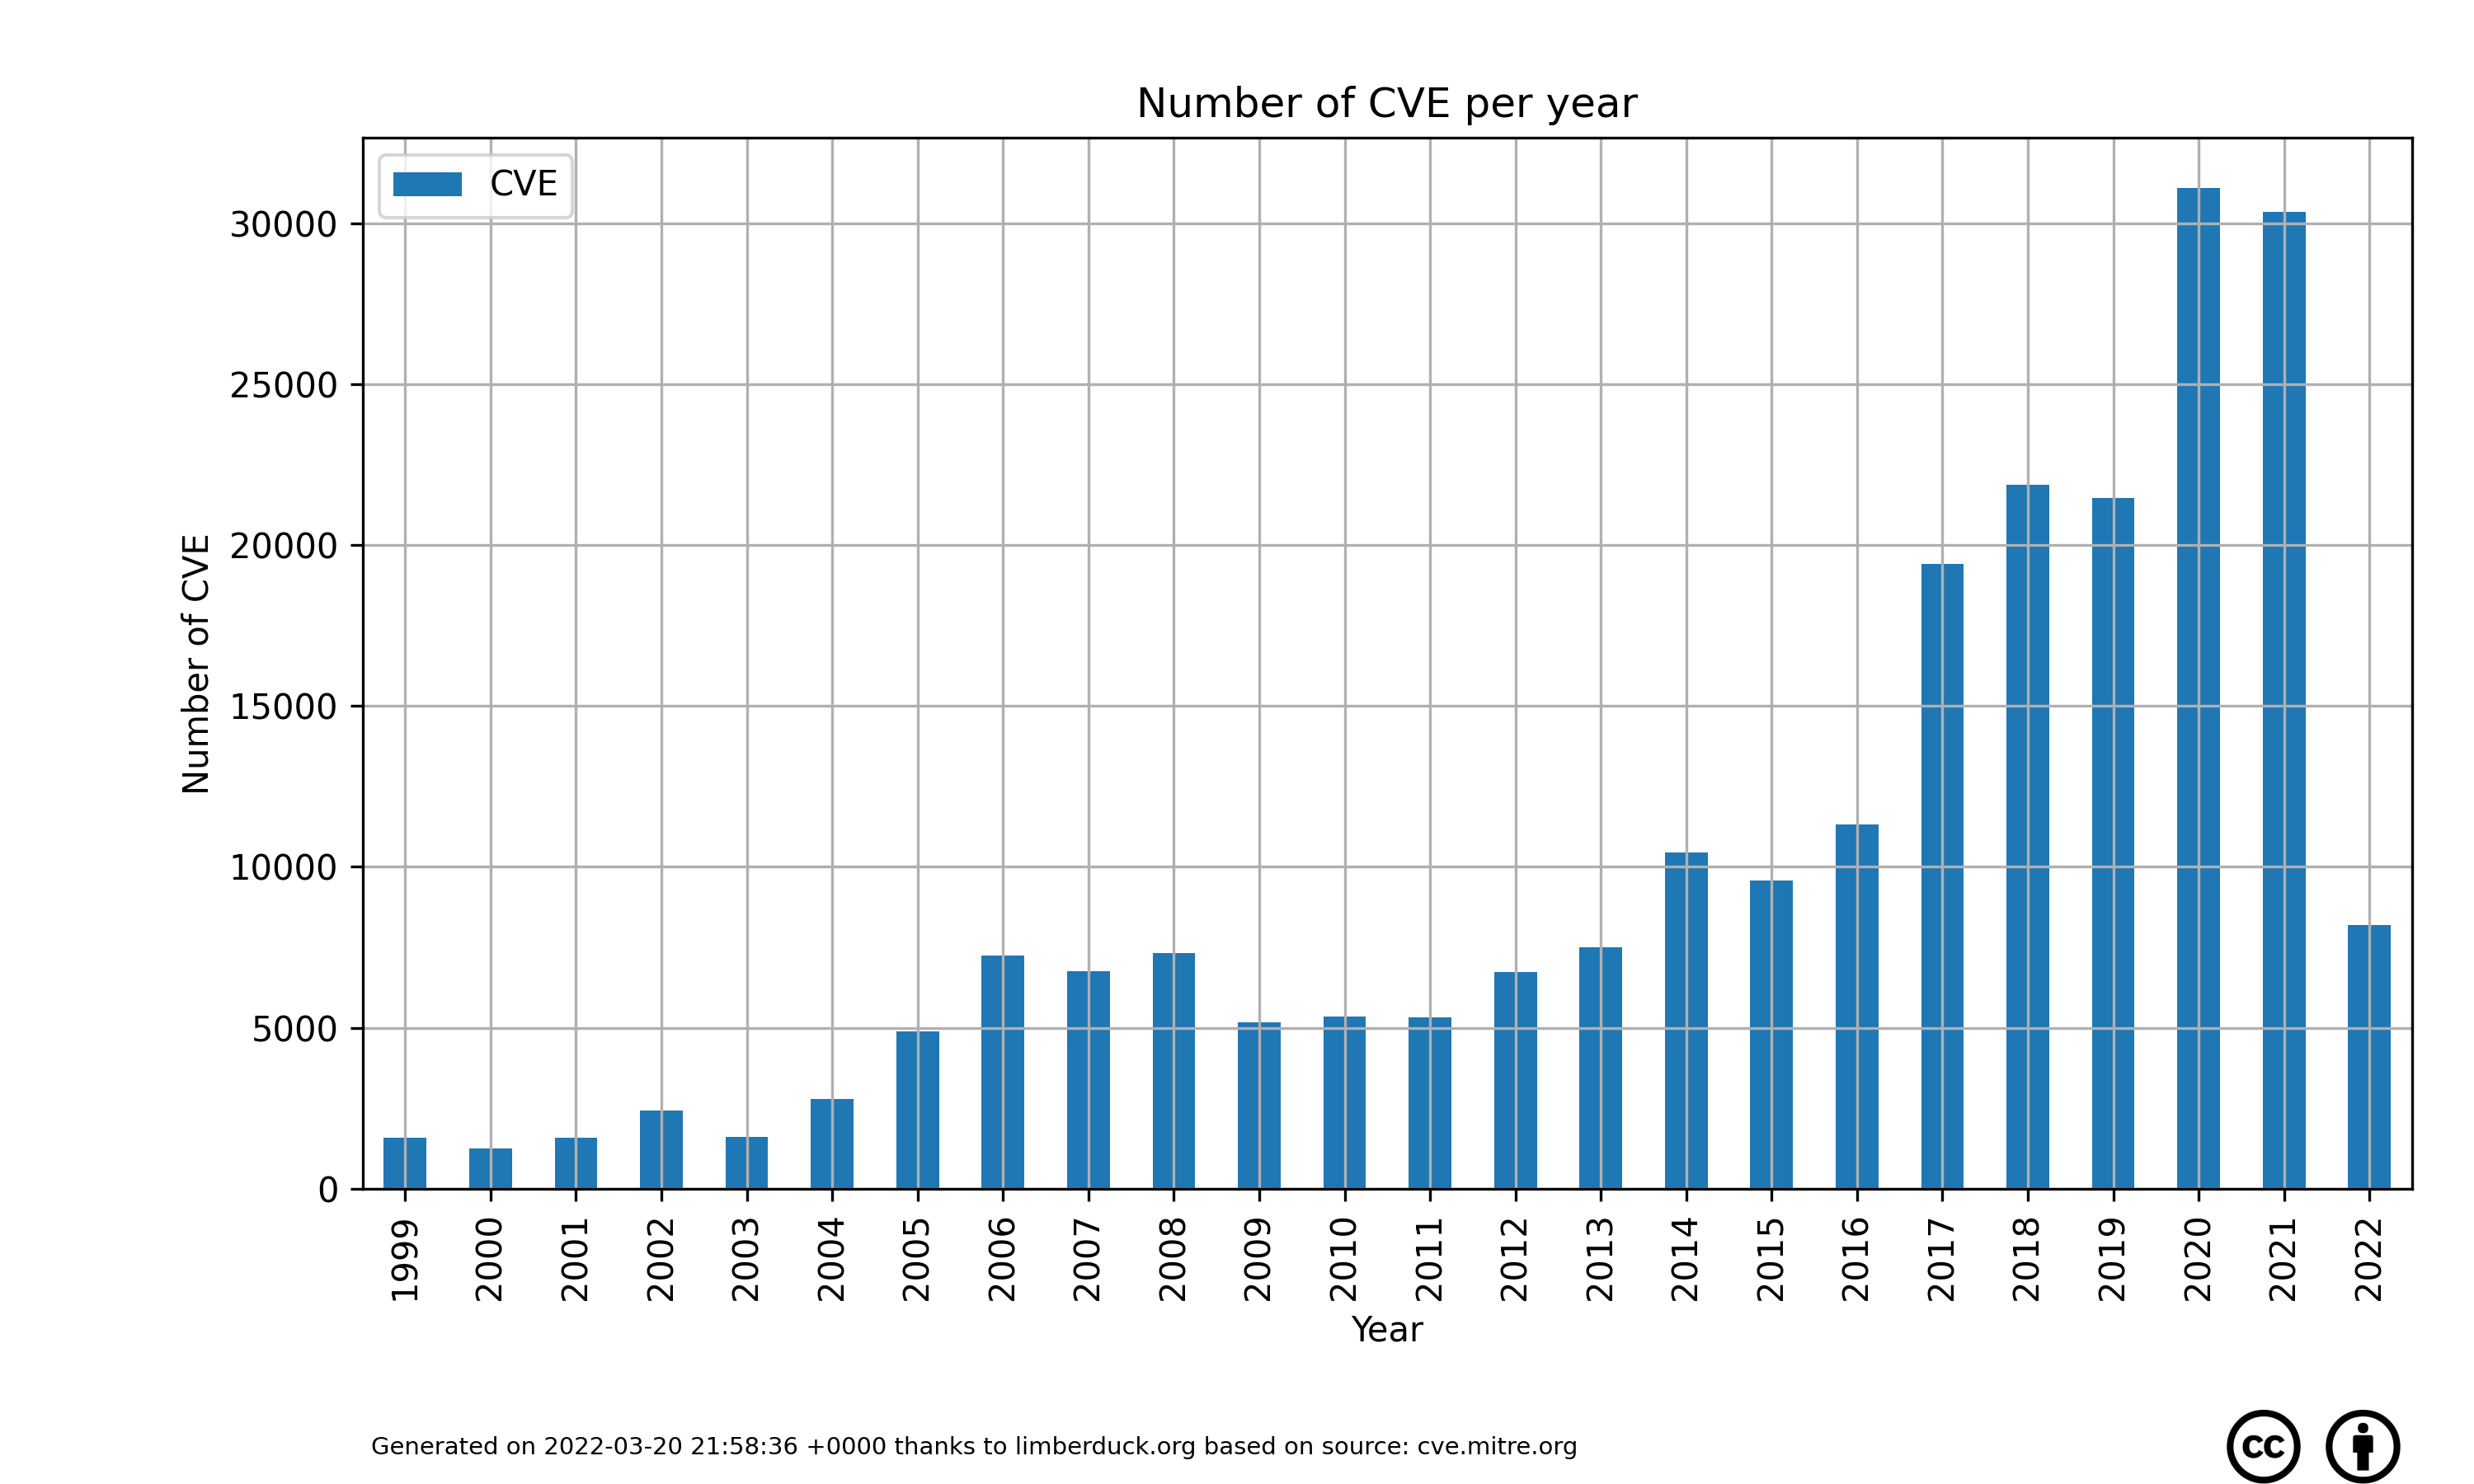 Number of CVE per year
CVE
30000
25000
20000
15000
10000
5000
0
Number of CVE
1999 2000 2001 2002 2003 2004 2005 2006 2007 2008 2009 2010 2011 2012 2013 2014 2015 2016 2017 2018 2019 2020 2021 2022
Year
Generated on 2022-03-20 21:58:36 +0000 thanks to limberduck.org based on source: cve.mitre.org
cc